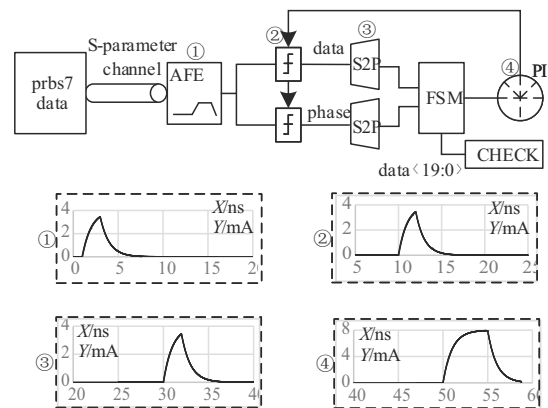 S-parameter
channel
prbs7
data
①
AFE
②
data
③
S2P
phase
S2P
FSM
④
PI
CHECK
data〈19:0〉
①
4
2
0
X/ns
Y/mA
0 5 10 15 2
②
4
2
0
X/ns
Y/mA
5 10 15 20 25
③
4
2
0
X/ns
Y/mA
20 25 30 35 40
④
8
4
0
X/ns
Y/mA
40 45 50 55 60